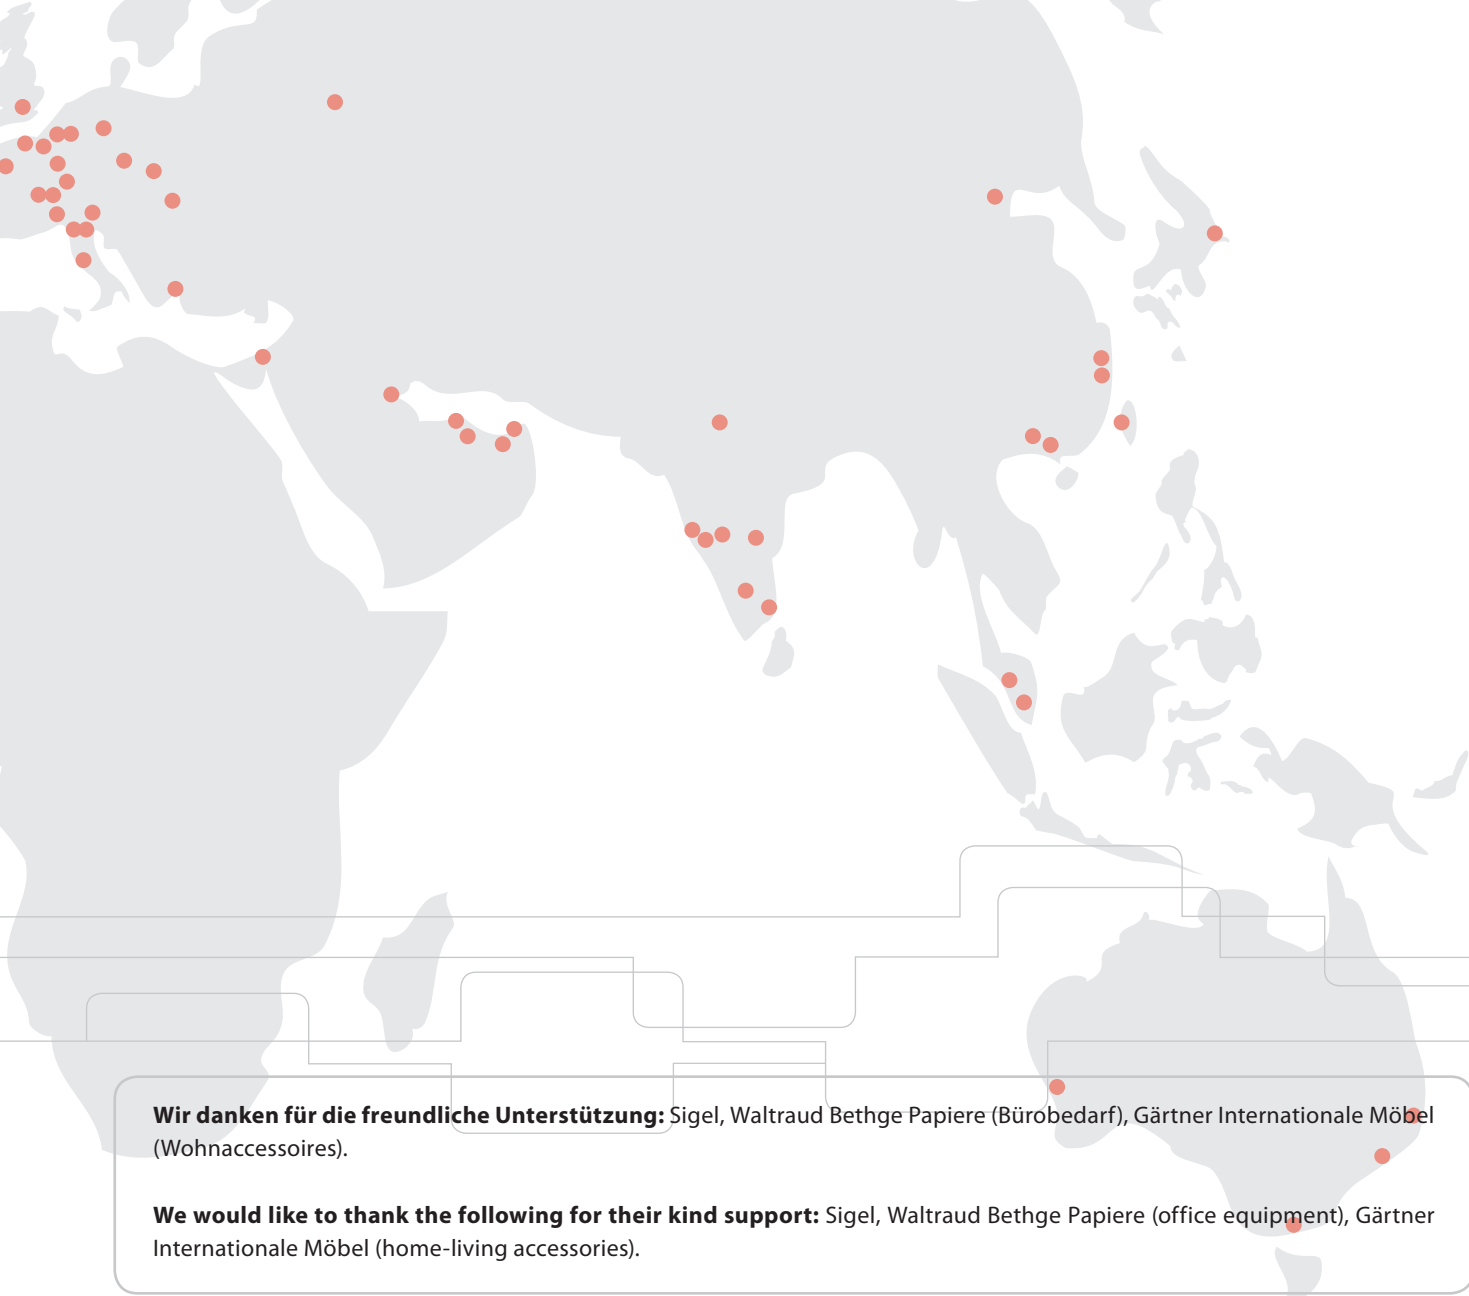 Wir danken für die freundliche Unterstützung: Sigel, Waltraud Bethge Papiere (Bürobedarf), Gärtner Internationale Möbel
(Wohnaccessoires).
We would like to thank the following for their kind support: Sigel, Waltraud Bethge Papiere (office equipment), Gärtner
Internationale Möbel (home-living accessories).